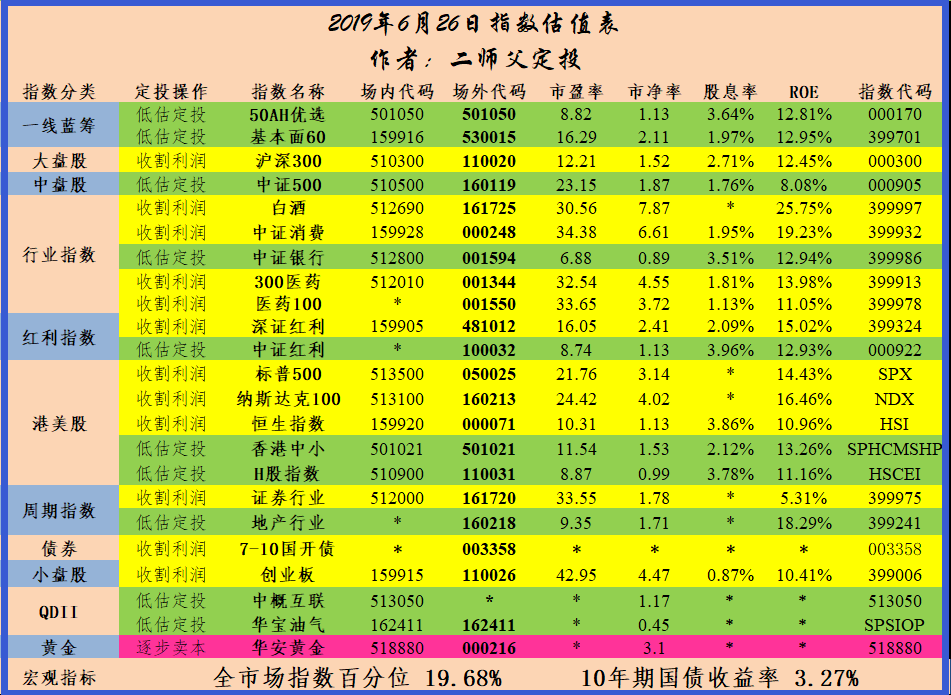 2019年6月26日指数估值表
作者：二师父定投
指数分类 定投操作 指数名称 场内代码 场外代码 市盈率 市净率 股息率 ROE 指数代码
一线蓝筹 低估定投 50AH优选 501050 501050 8.82 1.13 3.64% 12.81% 000170
低估定投 基本面60 159916 530015 16.29 2.11 1.97% 12.95% 399701
大盘股 收割利润 沪深300 510300 110020 12.21 1.52 2.71% 12.45% 000300
中盘股 低估定投 中证500 510500 160119 23.15 1.87 1.76% 8.08% 000905
行业指数 收割利润 白酒 512690 161725 30.56 7.87 * 25.75% 399997
收割利润 中证消费 159928 000248 34.38 6.61 1.95% 19.23% 399932
低估定投 中证银行 512800 001594 6.88 0.89 3.51% 12.94% 399986
收割利润 300医药 512010 001344 32.54 4.55 1.81% 13.98% 399913
收割利润 医药100 * 001550 33.65 3.72 1.13% 11.05% 399978
红利指数 收割利润 深证红利 159905 481012 16.05 2.41 2.09% 15.02% 399324
低估定投 中证红利 * 100032 8.74 1.13 3.96% 12.93% 000922
港美股 收割利润 标普500 513500 050025 21.76 3.14 * 14.43% SPX
收割利润 纳斯达克100 513100 160213 24.42 4.02 * 16.46% NDX
收割利润 恒生指数 159920 000071 10.31 1.13 3.86% 10.96% HSI
低估定投 香港中小 501021 501021 11.54 1.53 2.12% 13.26% SPHCMSHP
低估定投 H股指数 510900 110031 8.87 0.99 3.78% 11.16% HSCEI
周期指数 收割利润 证券行业 512000 161720 33.55 1.78 * 5.31% 399975
低估定投 地产行业 * 160218 9.35 1.71 * 18.29% 399241
债券 收割利润 7-10国开债 * 003358 * * * * 003358
小盘股 收割利润 创业板 159915 110026 42.95 4.47 0.87% 10.41% 399006
QDII 低估定投 中概互联 513050 * * 1.17 * * 513050
低估定投 华宝油气 162411 162411 * 0.45 * * SPSIOP
黄金 逐步卖本 华安黄金 518880 000216 * 3.1 * * 518880
宏观指标 全市场指数百分位 19.68% 10年期国债收益率 3.27%